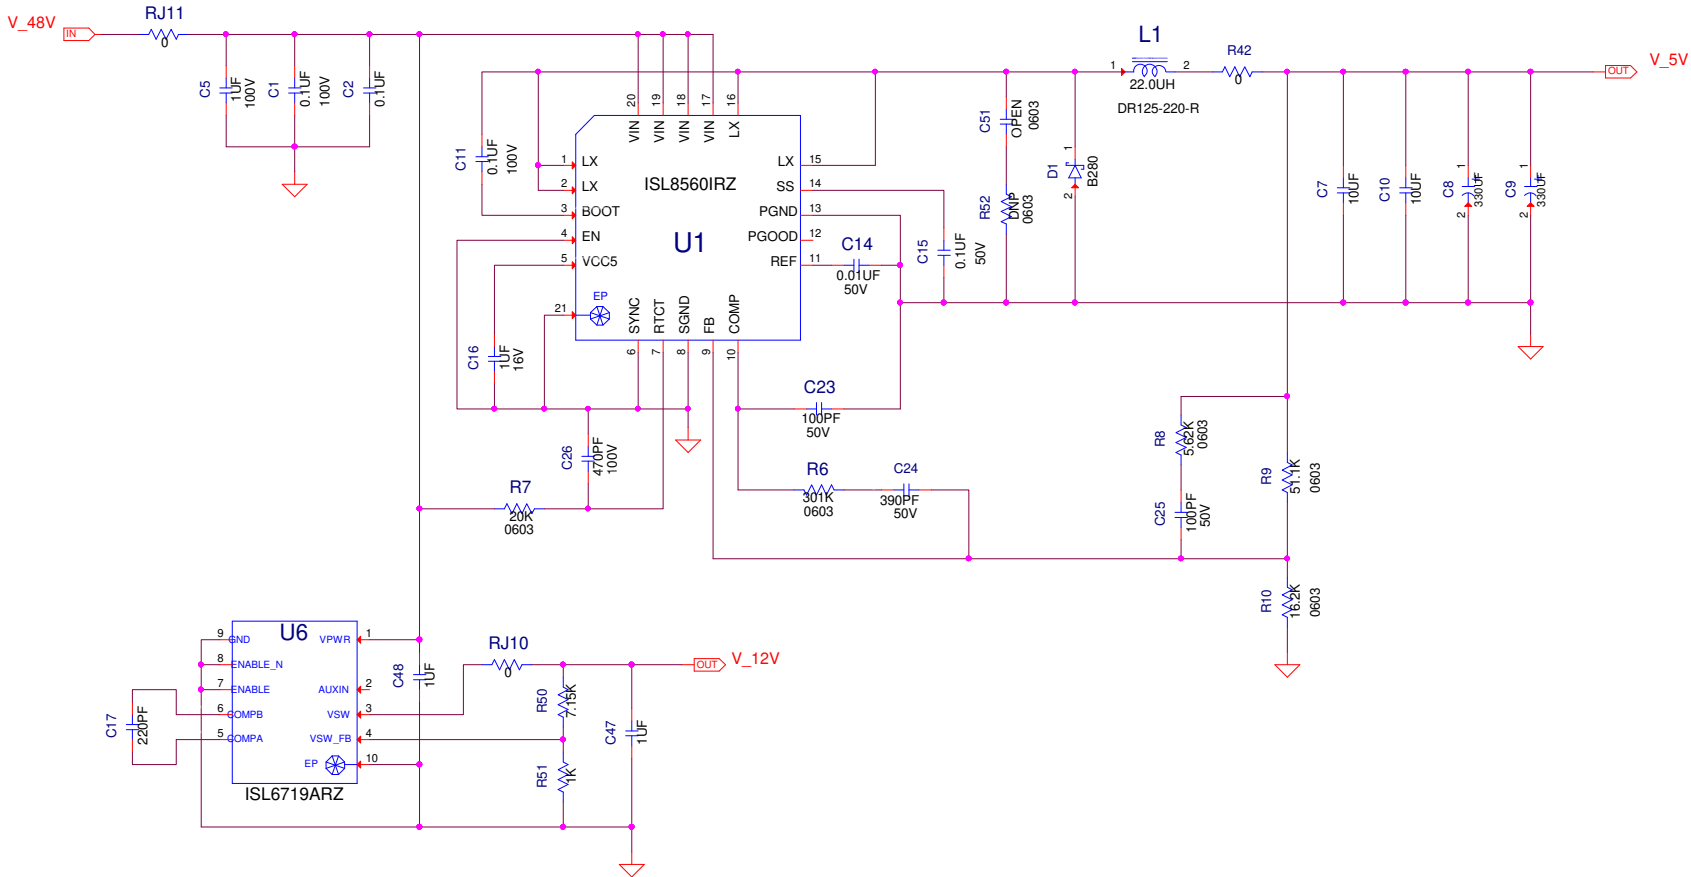 V_48V
IN
RJ11
0
C5
1UF
100V
C1
0.1UF
100V
C2
0.1UF
C11
0.1UF
100V
20
19
18
17
16
VIN
VIN
VIN
VIN
LX
1
LX
2
LX
3
BOOT
4
EN
5
VCC5
21
EP
ISL8560IRZ
U1
LX
15
SS
14
PGND
13
PGOOD
12
REF
11
SYNC
RTCT
SGND
FB
COMP
6
7
8
9
10
C14
0.01UF
50V
C15
0.1UF
50V
C51
OPEN
0603
R52
DNP
0603
D1
B280
1
2
L1
1
2
22.0UH
DR125-220-R
R42
0
OUT
V_5V
C7
10UF
C10
10UF
C8
330UF
1
2
C9
330UF
1
2
C16
1UF
16V
C26
470PF
100V
R7
20K
0603
C23
100PF
50V
R6
301K
0603
C24
390PF
50V
R8
5.62K
0603
C25
100PF
50V
R9
51.1K
0603
R10
16.2K
0603
U6
9
GND
8
ENABLE_N
7
ENABLE
6
COMPB
5
COMPA
VPWR
1
AUXIN
2
VSW
3
VSW_FB
4
EP
10
ISL6719ARZ
C17
220PF
C48
1UF
RJ10
0
R50
7.15K
R51
1K
C47
1UF
OUT
V_12V